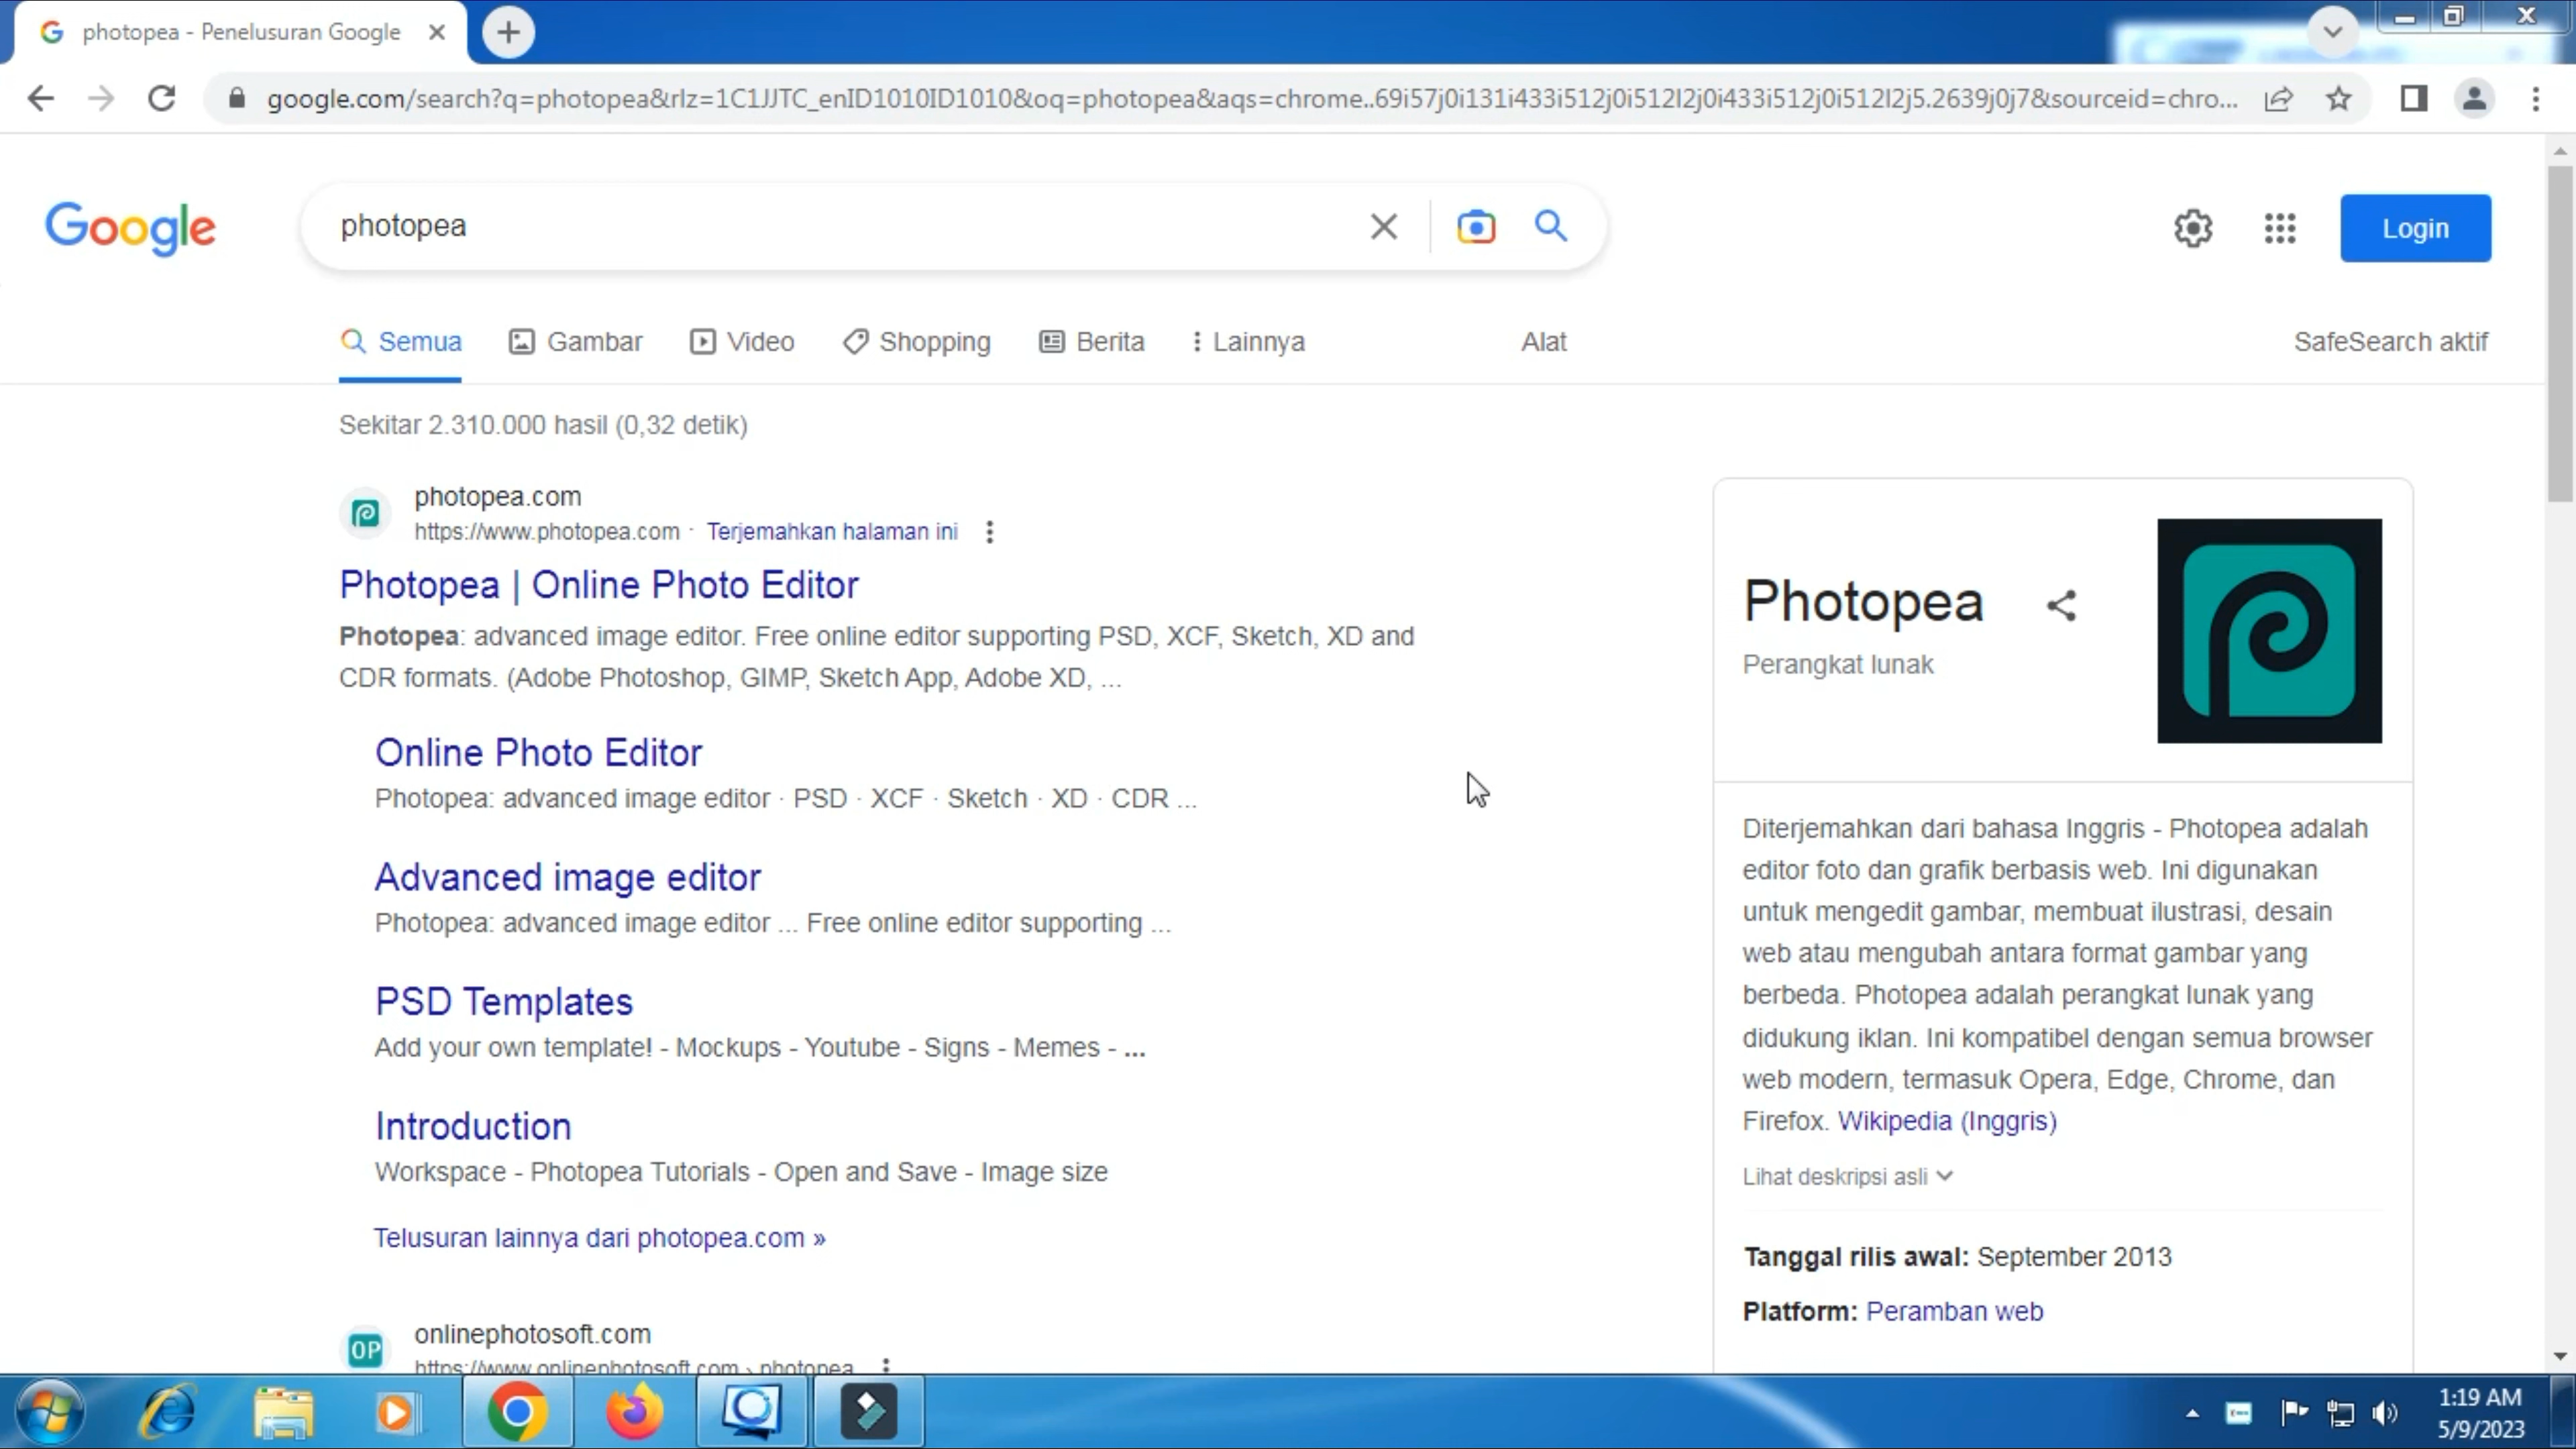 photopea - Penelusuran Google
google.com/search?q=photopea&rlz=1C1JJTC_enID1010ID1010&oq=photopea&aqs=chrome..69i57j0i131i433i512j0i512l2j0i433i512j0i512l2j5.2639j0j7&sourceid=chro...
Google
photopea
Login
Semua
Gambar
Video
Shopping
Berita
Lainnya
Alat
SafeSearch aktif
Sekitar 2.310.000 hasil (0,32 detik)
photopea.com
https://www.photopea.com · Terjemahkan halaman ini
Photopea | Online Photo Editor
Photopea: advanced image editor. Free online editor supporting PSD, XCF, Sketch, XD and
CDR formats. (Adobe Photoshop, GIMP, Sketch App, Adobe XD, ...
Online Photo Editor
Photopea: advanced image editor · PSD · XCF · Sketch · XD · CDR ...
Advanced image editor
Photopea: advanced image editor ... Free online editor supporting ...
PSD Templates
Add your own template! - Mockups - Youtube - Signs - Memes - ...
Introduction
Workspace - Photopea Tutorials - Open and Save - Image size
Telusuran lainnya dari photopea.com »
OP
onlinephotosoft.com
https://www.onlinephotosoft.com › photopea
Photopea
Perangkat lunak
Diterjemahkan dari bahasa Inggris - Photopea adalah
editor foto dan grafik berbasis web. Ini digunakan
untuk mengedit gambar, membuat ilustrasi, desain
web atau mengubah antara format gambar yang
berbeda. Photopea adalah perangkat lunak yang
didukung iklan. Ini kompatibel dengan semua browser
web modern, termasuk Opera, Edge, Chrome, dan
Firefox. Wikipedia (Inggris)
Lihat deskripsi asli
Tanggal rilis awal: September 2013
Platform: Peramban web
1:19 AM
5/9/2023